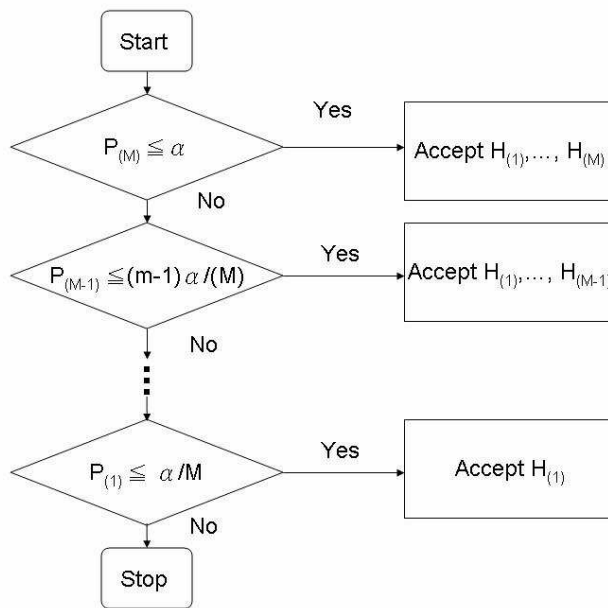 Start
Yes
P(M) ≦ α
Accept H(1),..., H(M)
No
Yes
P(M-1) ≦(m-1) α/(M)
Accept H(1),..., H(M-1)
No
Yes
P(1) ≦ α/M
Accept H(1)
No
Stop